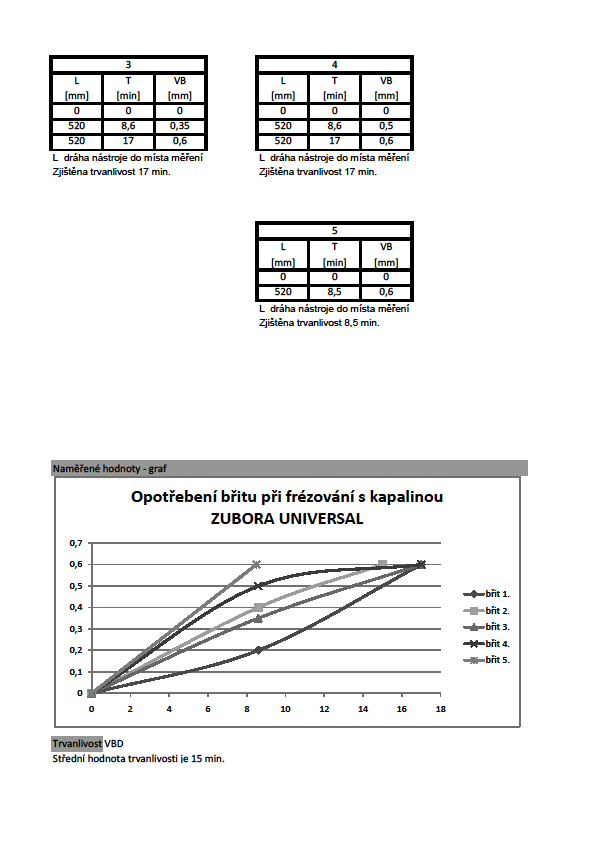 3
L T VB
[mm] [min] [mm]
0 0 0
520 8,6 0,35
520 17 0,6
L dráha nástroje do místa měření
Zjištěna trvanlivost 17 min.
4
L T VB
[mm] [min] [mm]
0 0 0
520 8,6 0,5
520 17 0,6
L dráha nástroje do místa měření
Zjištěna trvanlivost 17 min.
5
L T VB
[mm] [min] [mm]
0 0 0
520 8,5 0,6
L dráha nástroje do místa měření
Zjištěna trvanlivost 8,5 min.
Naměřené hodnoty - graf
Opotřebení břitu při frézování s kapalinou
ZUBORA UNIVERSAL
0,7
0,6
0,5
0,4
0,3
0,2
0,1
0
0 2 4 6 8 10 12 14 16 18
břit 1.
břit 2.
břit 3.
břit 4.
břit 5.
Trvanlivost VBD
Střední hodnota trvanlivosti je 15 min.